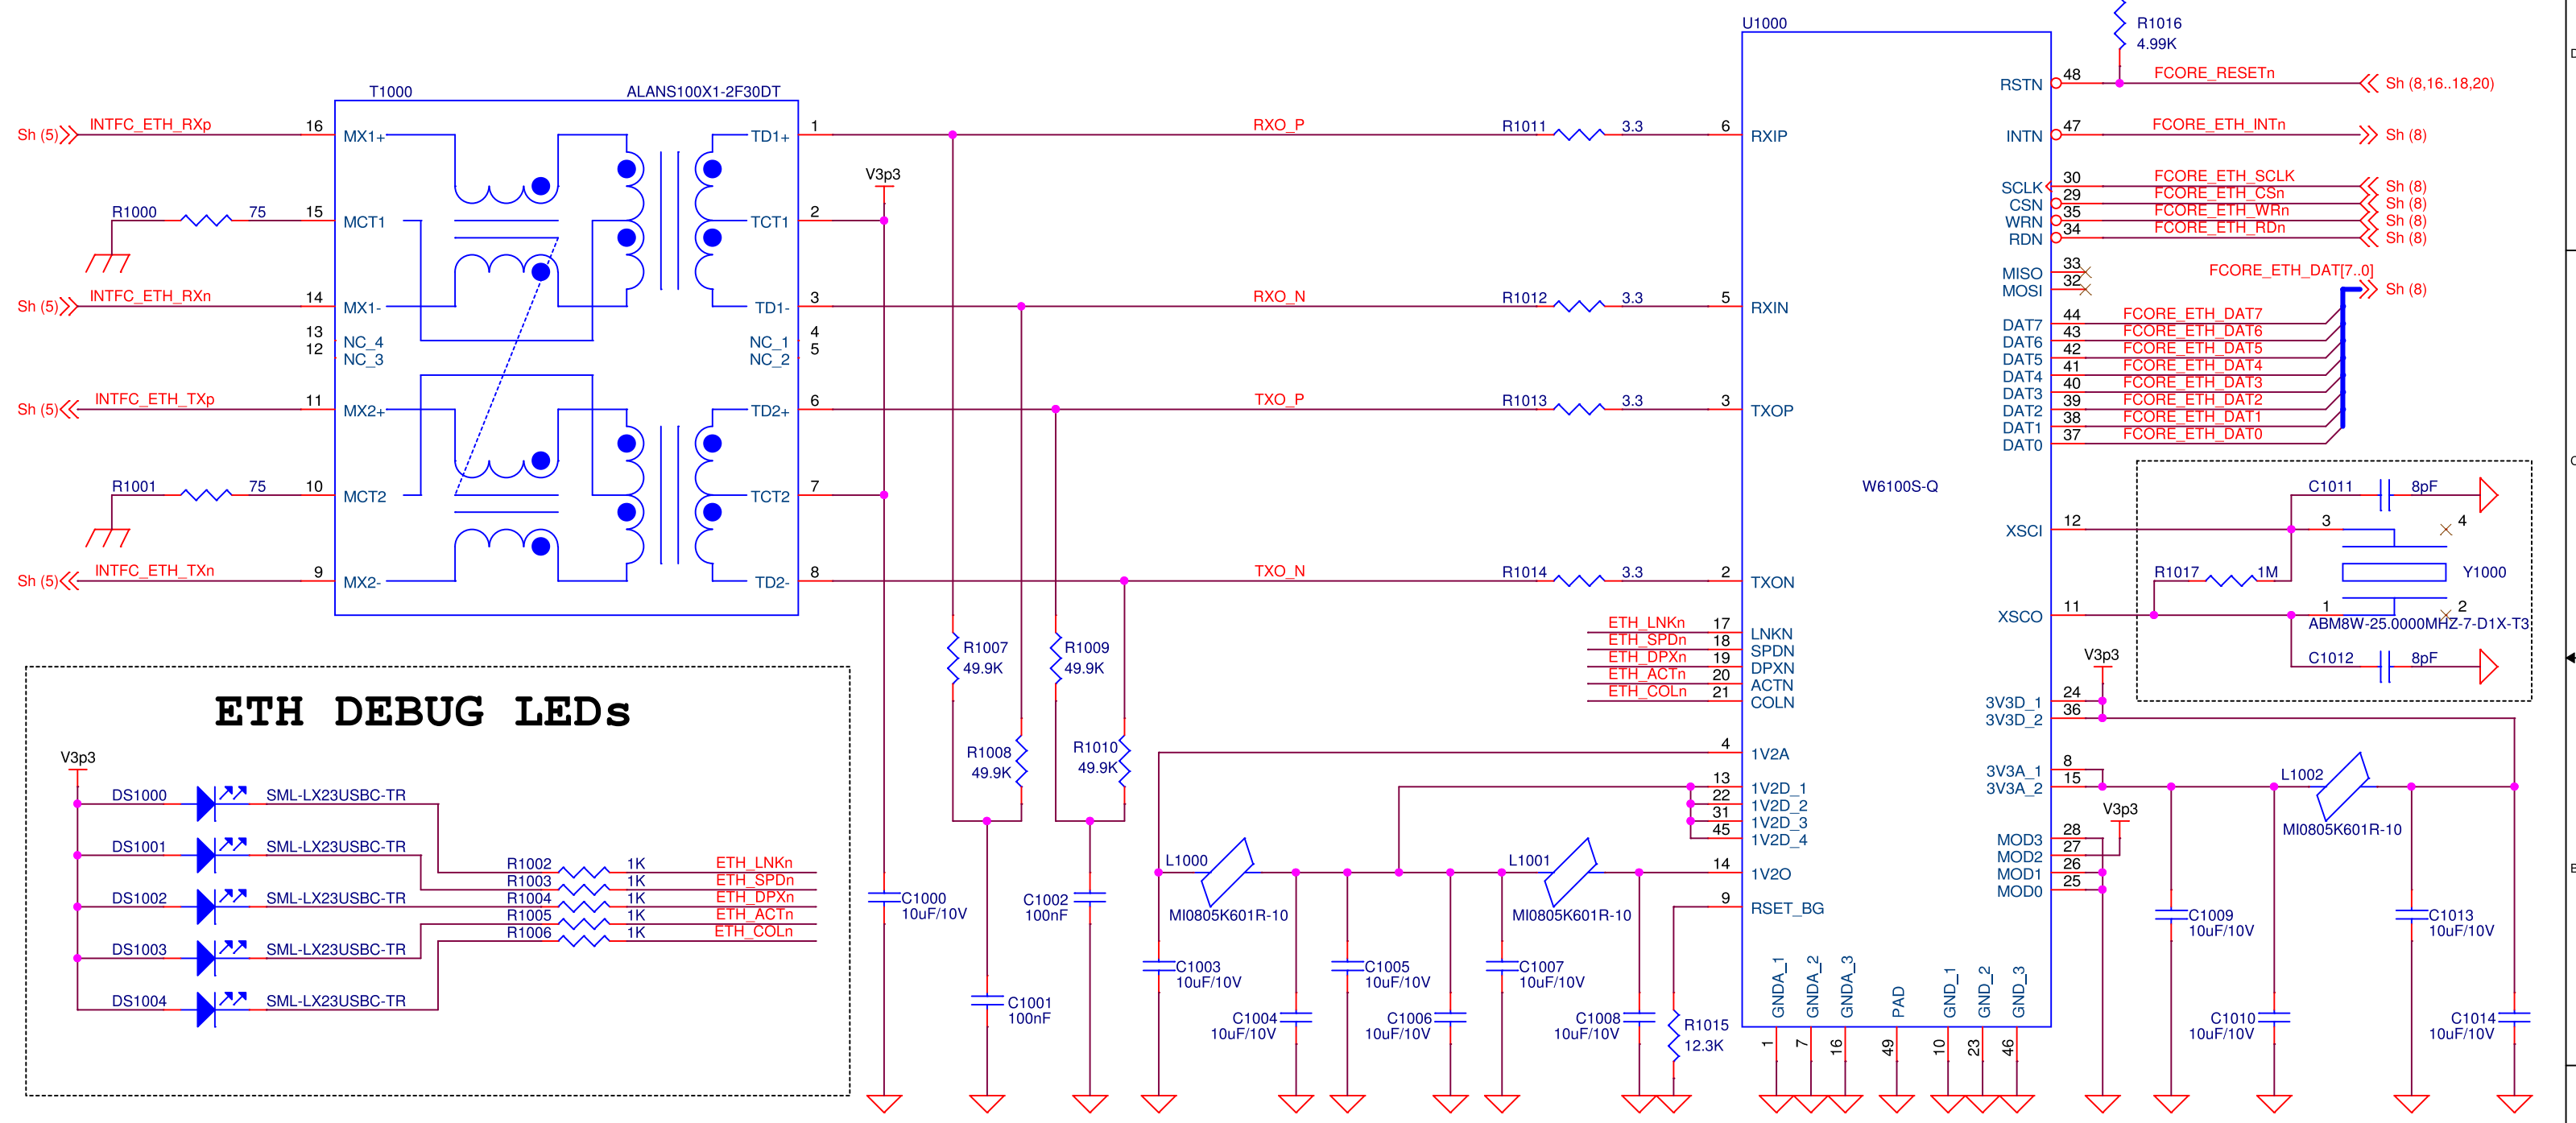 U1000
R1016
4.99K
T1000
ALANS100X1-2F30DT
RSTN
48
FCORE_RESETn
Sh (8,16..18,20)
Sh (5)
INTFC_ETH_RXp
16
MX1+
TD1+
1
RXO_P
R1011
3.3
6
RXIP
INTN
47
FCORE_ETH_INTn
Sh (8)
V3p3
SCLK
30
FCORE_ETH_SCLK
Sh (8)
CSN
29
FCORE_ETH_CSn
Sh (8)
WRN
35
FCORE_ETH_WRn
Sh (8)
RDN
34
FCORE_ETH_RDn
Sh (8)
R1000
75
15
MCT1
TCT1
2
MISO
33
MOSI
32
FCORE_ETH_DAT[7..0]
Sh (8)
Sh (5)
INTFC_ETH_RXn
14
MX1-
TD1-
3
RXO_N
R1012
3.3
5
RXIN
13
NC_4
12
NC_3
NC_1
4
NC_2
5
DAT7
44
FCORE_ETH_DAT7
DAT6
43
FCORE_ETH_DAT6
DAT5
42
FCORE_ETH_DAT5
DAT4
41
FCORE_ETH_DAT4
DAT3
40
FCORE_ETH_DAT3
DAT2
39
FCORE_ETH_DAT2
DAT1
38
FCORE_ETH_DAT1
DAT0
37
FCORE_ETH_DAT0
Sh (5)
INTFC_ETH_TXp
11
MX2+
TD2+
6
TXO_P
R1013
3.3
3
TXOP
R1001
75
10
MCT2
TCT2
7
W6100S-Q
C1011
8pF
XSCI
12
3
4
Sh (5)
INTFC_ETH_TXn
9
MX2-
TD2-
8
TXO_N
R1014
3.3
2
TXON
R1017
1M
Y1000
XSCO
11
1
2
ABM8W-25.0000MHZ-7-D1X-T3
C1012
8pF
ETH_LNKn
17
LNKN
ETH_SPDn
18
SPDN
ETH_DPXn
19
DPXN
ETH_ACTn
20
ACTN
ETH_COLn
21
COLN
R1007
49.9K
R1009
49.9K
R1008
49.9K
R1010
49.9K
V3p3
3V3D_1
24
3V3D_2
36
4
1V2A
3V3A_1
8
3V3A_2
15
L1002
MI0805K601R-10
13
1V2D_1
22
1V2D_2
31
1V2D_3
45
1V2D_4
V3p3
MOD3
28
MOD2
27
MOD1
26
MOD0
25
L1000
MI0805K601R-10
L1001
MI0805K601R-10
14
1V2O
9
RSET_BG
ETH DEBUG LEDs
V3p3
DS1000
SML-LX23USBC-TR
DS1001
SML-LX23USBC-TR
DS1002
SML-LX23USBC-TR
DS1003
SML-LX23USBC-TR
DS1004
SML-LX23USBC-TR
R1002
1K
ETH_LNKn
R1003
1K
ETH_SPDn
R1004
1K
ETH_DPXn
R1005
1K
ETH_ACTn
R1006
1K
ETH_COLn
C1000
10uF/10V
C1002
100nF
C1001
100nF
C1003
10uF/10V
C1004
10uF/10V
C1005
10uF/10V
C1006
10uF/10V
C1007
10uF/10V
C1008
10uF/10V
R1015
12.3K
GNDA_1
GNDA_2
GNDA_3
PAD
GND_1
GND_2
GND_3
1
7
16
49
10
23
46
C1009
10uF/10V
C1010
10uF/10V
C1013
10uF/10V
C1014
10uF/10V